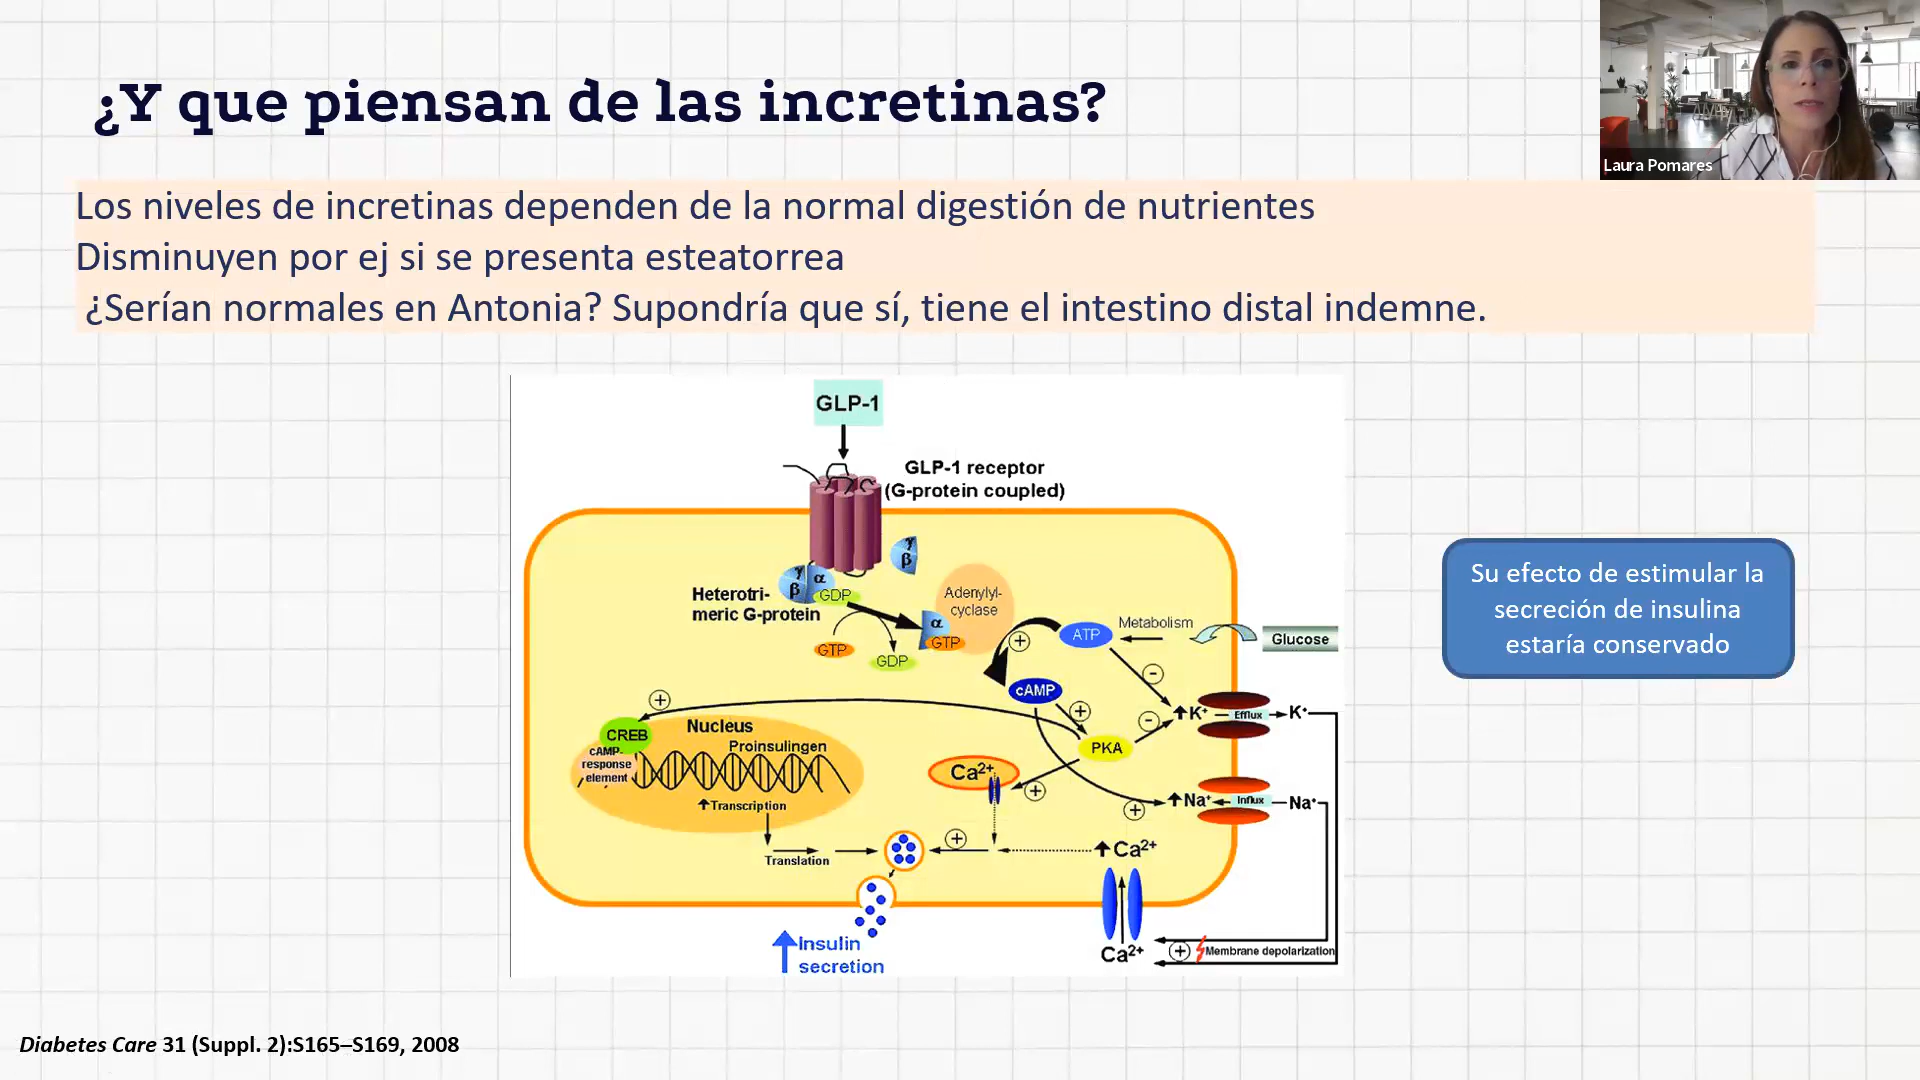 ¿Y que piensan de las incretinas?
Laura Pomares
Los niveles de incretinas dependen de la normal digestión de nutrientes
Disminuyen por ej si se presenta esteatorrea
¿Serían normales en Antonia? Supondría que sí, tiene el intestino distal indemne.
GLP-1
GLP-1 receptor
(G-protein coupled)
γ
β
γ
β
α
GDP
Heterotri-
meric G-protein
Adenylyl-
cyclase
α
GTP
GTP
GDP
+
ATP
Metabolism
Glucose
−
cAMP
+
−
↑K⁺
Efflux
K⁺
PKA
+
CREB
cAMP-
response
element
Nucleus
Proinsulingen
↑Transcription
Translation
Ca²⁺
+
+
↑Na⁺
Influx
Na⁺
+
↑Ca²⁺
Ca²⁺
+
Membrane depolarization
Insulin
secretion
Su efecto de estimular la
secreción de insulina
estaría conservado
Diabetes Care 31 (Suppl. 2):S165–S169, 2008